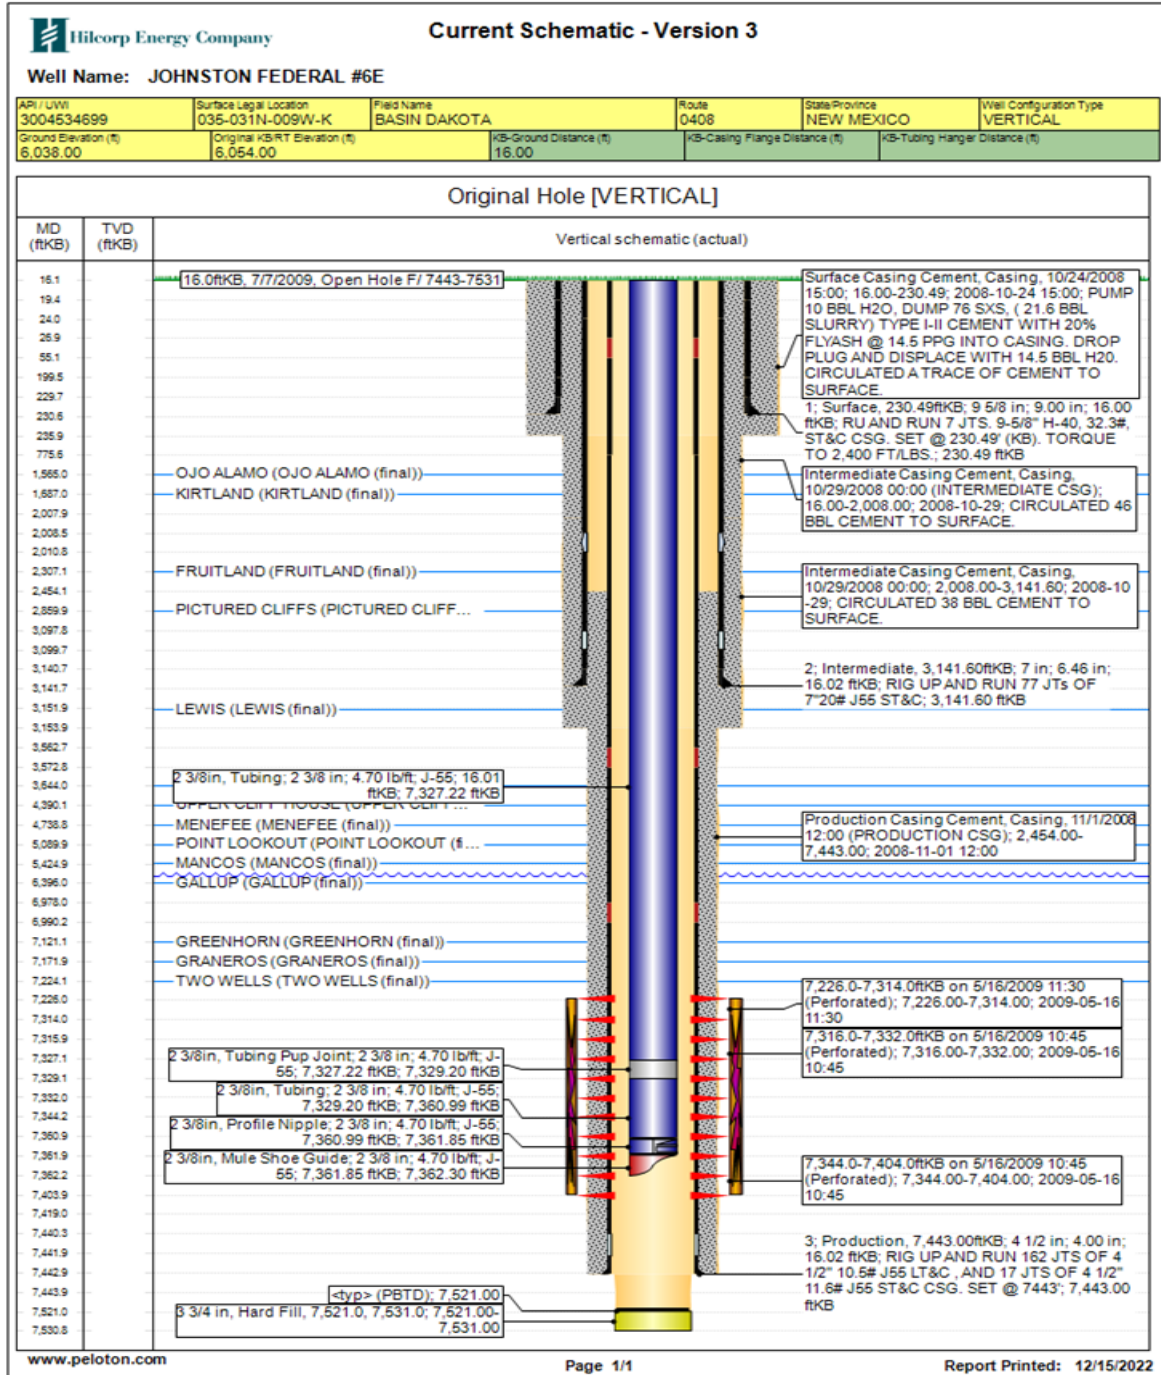 Hilcorp Energy Company
Current Schematic - Version 3
Well Name: JOHNSTON FEDERAL #6E
API / UWI
3004534699
Surface Legal Location
035-031N-009W-K
Field Name
BASIN DAKOTA
Route
0408
State/Province
NEW MEXICO
Well Configuration Type
VERTICAL
Ground Elevation (ft)
6,038.00
Original KB/RT Elevation (ft)
6,054.00
KB-Ground Distance (ft)
16.00
KB-Casing Flange Distance (ft)
KB-Tubing Hanger Distance (ft)
Original Hole [VERTICAL]
MD
(ftKB)
TVD
(ftKB)
Vertical schematic (actual)
16.1
19.4
24.0
26.9
55.1
199.5
229.7
230.6
235.9
775.6
1,565.0
1,687.0
2,007.9
2,008.5
2,010.8
2,307.1
2,454.1
2,859.9
3,097.8
3,099.7
3,140.7
3,141.7
3,151.9
3,153.9
3,562.7
3,572.8
3,644.0
4,390.1
4,738.8
5,089.9
5,424.9
6,396.0
6,978.0
6,990.2
7,121.1
7,171.9
7,224.1
7,226.0
7,314.0
7,315.9
7,327.1
7,329.1
7,332.0
7,344.2
7,360.9
7,361.9
7,362.2
7,403.9
7,419.0
7,440.3
7,441.9
7,442.9
7,443.9
7,521.0
7,530.8
16.0ftKB, 7/7/2009, Open Hole F/ 7443-7531
OJO ALAMO (OJO ALAMO (final))
KIRTLAND (KIRTLAND (final))
FRUITLAND (FRUITLAND (final))
PICTURED CLIFFS (PICTURED CLIFF...
LEWIS (LEWIS (final))
2 3/8in, Tubing; 2 3/8 in; 4.70 lb/ft; J-55; 16.01
ftKB; 7,327.22 ftKB
UPPER CLIFF HOUSE (UPPER CLIFF...
MENEFEE (MENEFEE (final))
POINT LOOKOUT (POINT LOOKOUT (fi...
MANCOS (MANCOS (final))
GALLUP (GALLUP (final))
GREENHORN (GREENHORN (final))
GRANEROS (GRANEROS (final))
TWO WELLS (TWO WELLS (final))
2 3/8in, Tubing Pup Joint; 2 3/8 in; 4.70 lb/ft; J-
55; 7,327.22 ftKB; 7,329.20 ftKB
2 3/8in, Tubing; 2 3/8 in; 4.70 lb/ft; J-55;
7,329.20 ftKB; 7,360.99 ftKB
2 3/8in, Profile Nipple; 2 3/8 in; 4.70 lb/ft; J-55;
7,360.99 ftKB; 7,361.85 ftKB
2 3/8in, Mule Shoe Guide; 2 3/8 in; 4.70 lb/ft; J-
55; 7,361.85 ftKB; 7,362.30 ftKB
<typ> (PBTD); 7,521.00
3 3/4 in, Hard Fill, 7,521.0, 7,531.0; 7,521.00-
7,531.00
Surface Casing Cement, Casing, 10/24/2008
15:00; 16.00-230.49; 2008-10-24 15:00; PUMP
10 BBL H2O, DUMP 76 SXS, ( 21.6 BBL
SLURRY) TYPE I-II CEMENT WITH 20%
FLYASH @ 14.5 PPG INTO CASING. DROP
PLUG AND DISPLACE WITH 14.5 BBL H20.
CIRCULATED A TRACE OF CEMENT TO
SURFACE.
1; Surface, 230.49ftKB; 9 5/8 in; 9.00 in; 16.00
ftKB; RU AND RUN 7 JTS. 9-5/8" H-40, 32.3#,
ST&C CSG. SET @ 230.49' (KB). TORQUE
TO 2,400 FT/LBS.; 230.49 ftKB
Intermediate Casing Cement, Casing,
10/29/2008 00:00 (INTERMEDIATE CSG);
16.00-2,008.00; 2008-10-29; CIRCULATED 46
BBL CEMENT TO SURFACE.
Intermediate Casing Cement, Casing,
10/29/2008 00:00; 2,008.00-3,141.60; 2008-10
-29; CIRCULATED 38 BBL CEMENT TO
SURFACE.
2; Intermediate, 3,141.60ftKB; 7 in; 6.46 in;
16.02 ftKB; RIG UP AND RUN 77 JTs OF
7"20# J55 ST&C; 3,141.60 ftKB
Production Casing Cement, Casing, 11/1/2008
12:00 (PRODUCTION CSG); 2,454.00-
7,443.00; 2008-11-01 12:00
7,226.0-7,314.0ftKB on 5/16/2009 11:30
(Perforated); 7,226.00-7,314.00; 2009-05-16
11:30
7,316.0-7,332.0ftKB on 5/16/2009 10:45
(Perforated); 7,316.00-7,332.00; 2009-05-16
10:45
7,344.0-7,404.0ftKB on 5/16/2009 10:45
(Perforated); 7,344.00-7,404.00; 2009-05-16
10:45
3; Production, 7,443.00ftKB; 4 1/2 in; 4.00 in;
16.02 ftKB; RIG UP AND RUN 162 JTS OF 4
1/2" 10.5# J55 LT&C , AND 17 JTS OF 4 1/2"
11.6# J55 ST&C CSG. SET @ 7443'; 7,443.00
ftKB
www.peloton.com
Page 1/1
Report Printed: 12/15/2022